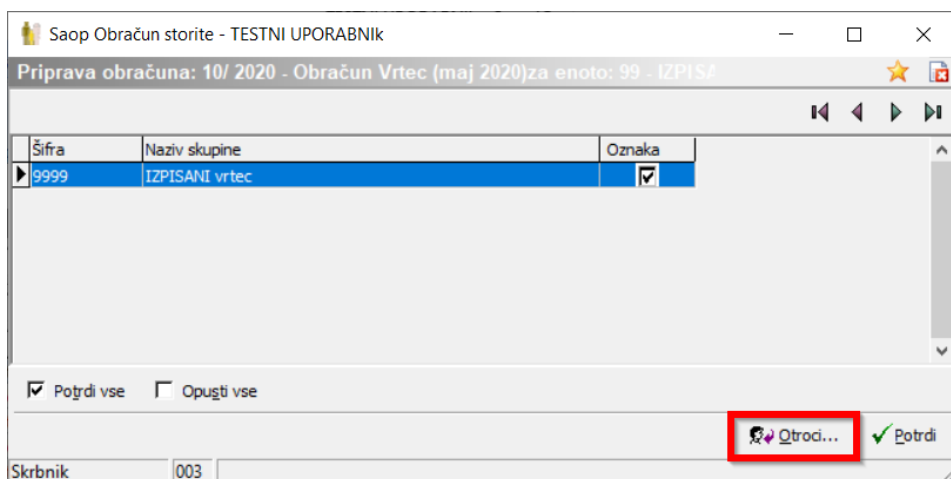 Saop Obračun storite - TESTNI UPORABNIk
Priprava obračuna: 10/ 2020 - Obračun Vrtec (maj 2020)za enoto: 99 - IZPISA
Šifra Naziv skupine Oznaka
9999 IZPISANI vrtec
Potrdi vse Opusti vse
Otroci... Potrdi
Skrbnik 003